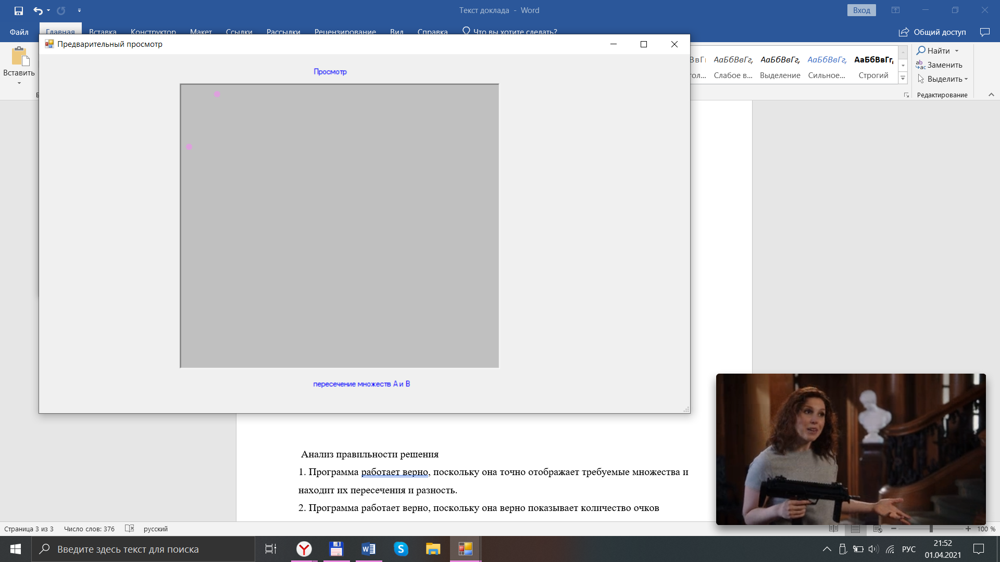 Текст доклада - Word
Вход
Файл
Главная
Вставка
Конструктор
Макет
Ссылки
Рассылки
Рецензирование
Вид
Справка
Что вы хотите сделать?
Общий доступ
Предварительный просмотр
Вставить
АаБбВвГг, АаБбВвГг, АаБбВвГг, АаБбВвГг,
Слабое в... Выделение Сильное... Строгий
Найти
Заменить
Выделить
Редактирование
Просмотр
пересечение множеств A и B
Анализ правильности решения
1. Программа работает верно, поскольку она точно отображает требуемые множества и
находит их пересечения и разность.
2. Программа работает верно, поскольку она верно показывает количество очков
Страница 3 из 3
Число слов: 376
русский
100 %
Введите здесь текст для поиска
РУС
21:52
01.04.2021